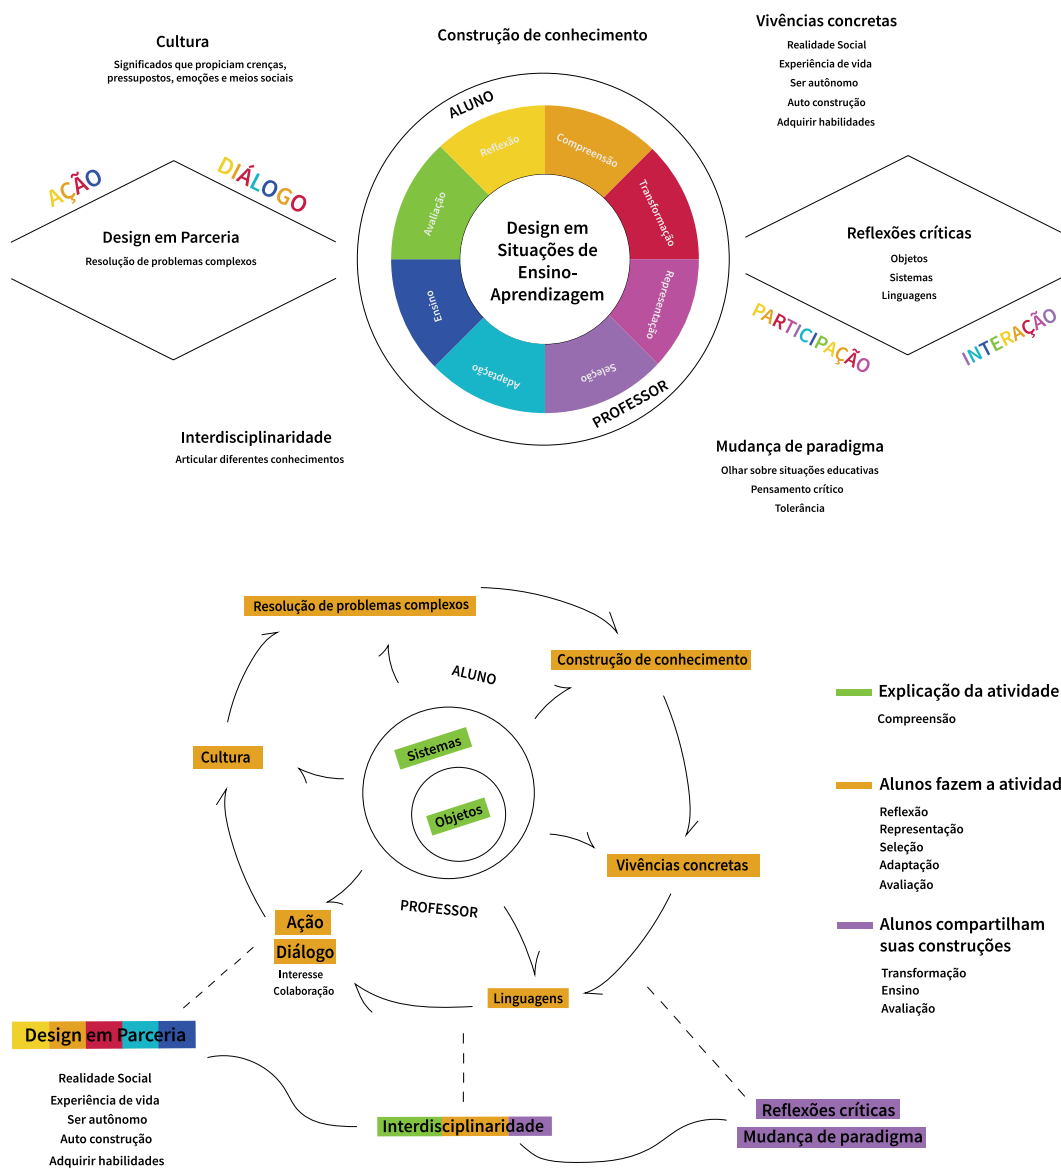 Cultura
Significados que propiciam crenças,
pressupostos, emoções e meios sociais
AÇÃO
DIÁLOGO
Design em Parceria
Resolução de problemas complexos
Interdisciplinaridade
Articular diferentes conhecimentos
Construção de conhecimento
ALUNO
Reflexão
Compreensão
Transformação
Representação
Seleção
Adaptação
Ensino
Avaliação
Design em
Situações de
Ensino-
Aprendizagem
PROFESSOR
Vivências concretas
Realidade Social
Experiência de vida
Ser autônomo
Auto construção
Adquirir habilidades
Reflexões críticas
Objetos
Sistemas
Linguagens
PARTICIPAÇÃO
INTERAÇÃO
Mudança de paradigma
Olhar sobre situações educativas
Pensamento crítico
Tolerância
Resolução de problemas complexos
Construção de conhecimento
ALUNO
Sistemas
Objetos
Cultura
Vivências concretas
PROFESSOR
Ação
Diálogo
Interesse
Colaboração
Linguagens
Design em Parceria
Realidade Social
Experiência de vida
Ser autônomo
Auto construção
Adquirir habilidades
Interdisciplinaridade
Reflexões críticas
Mudança de paradigma
Explicação da atividade
Compreensão
Alunos fazem a atividad
Reflexão
Representação
Seleção
Adaptação
Avaliação
Alunos compartilham
suas construções
Transformação
Ensino
Avaliação